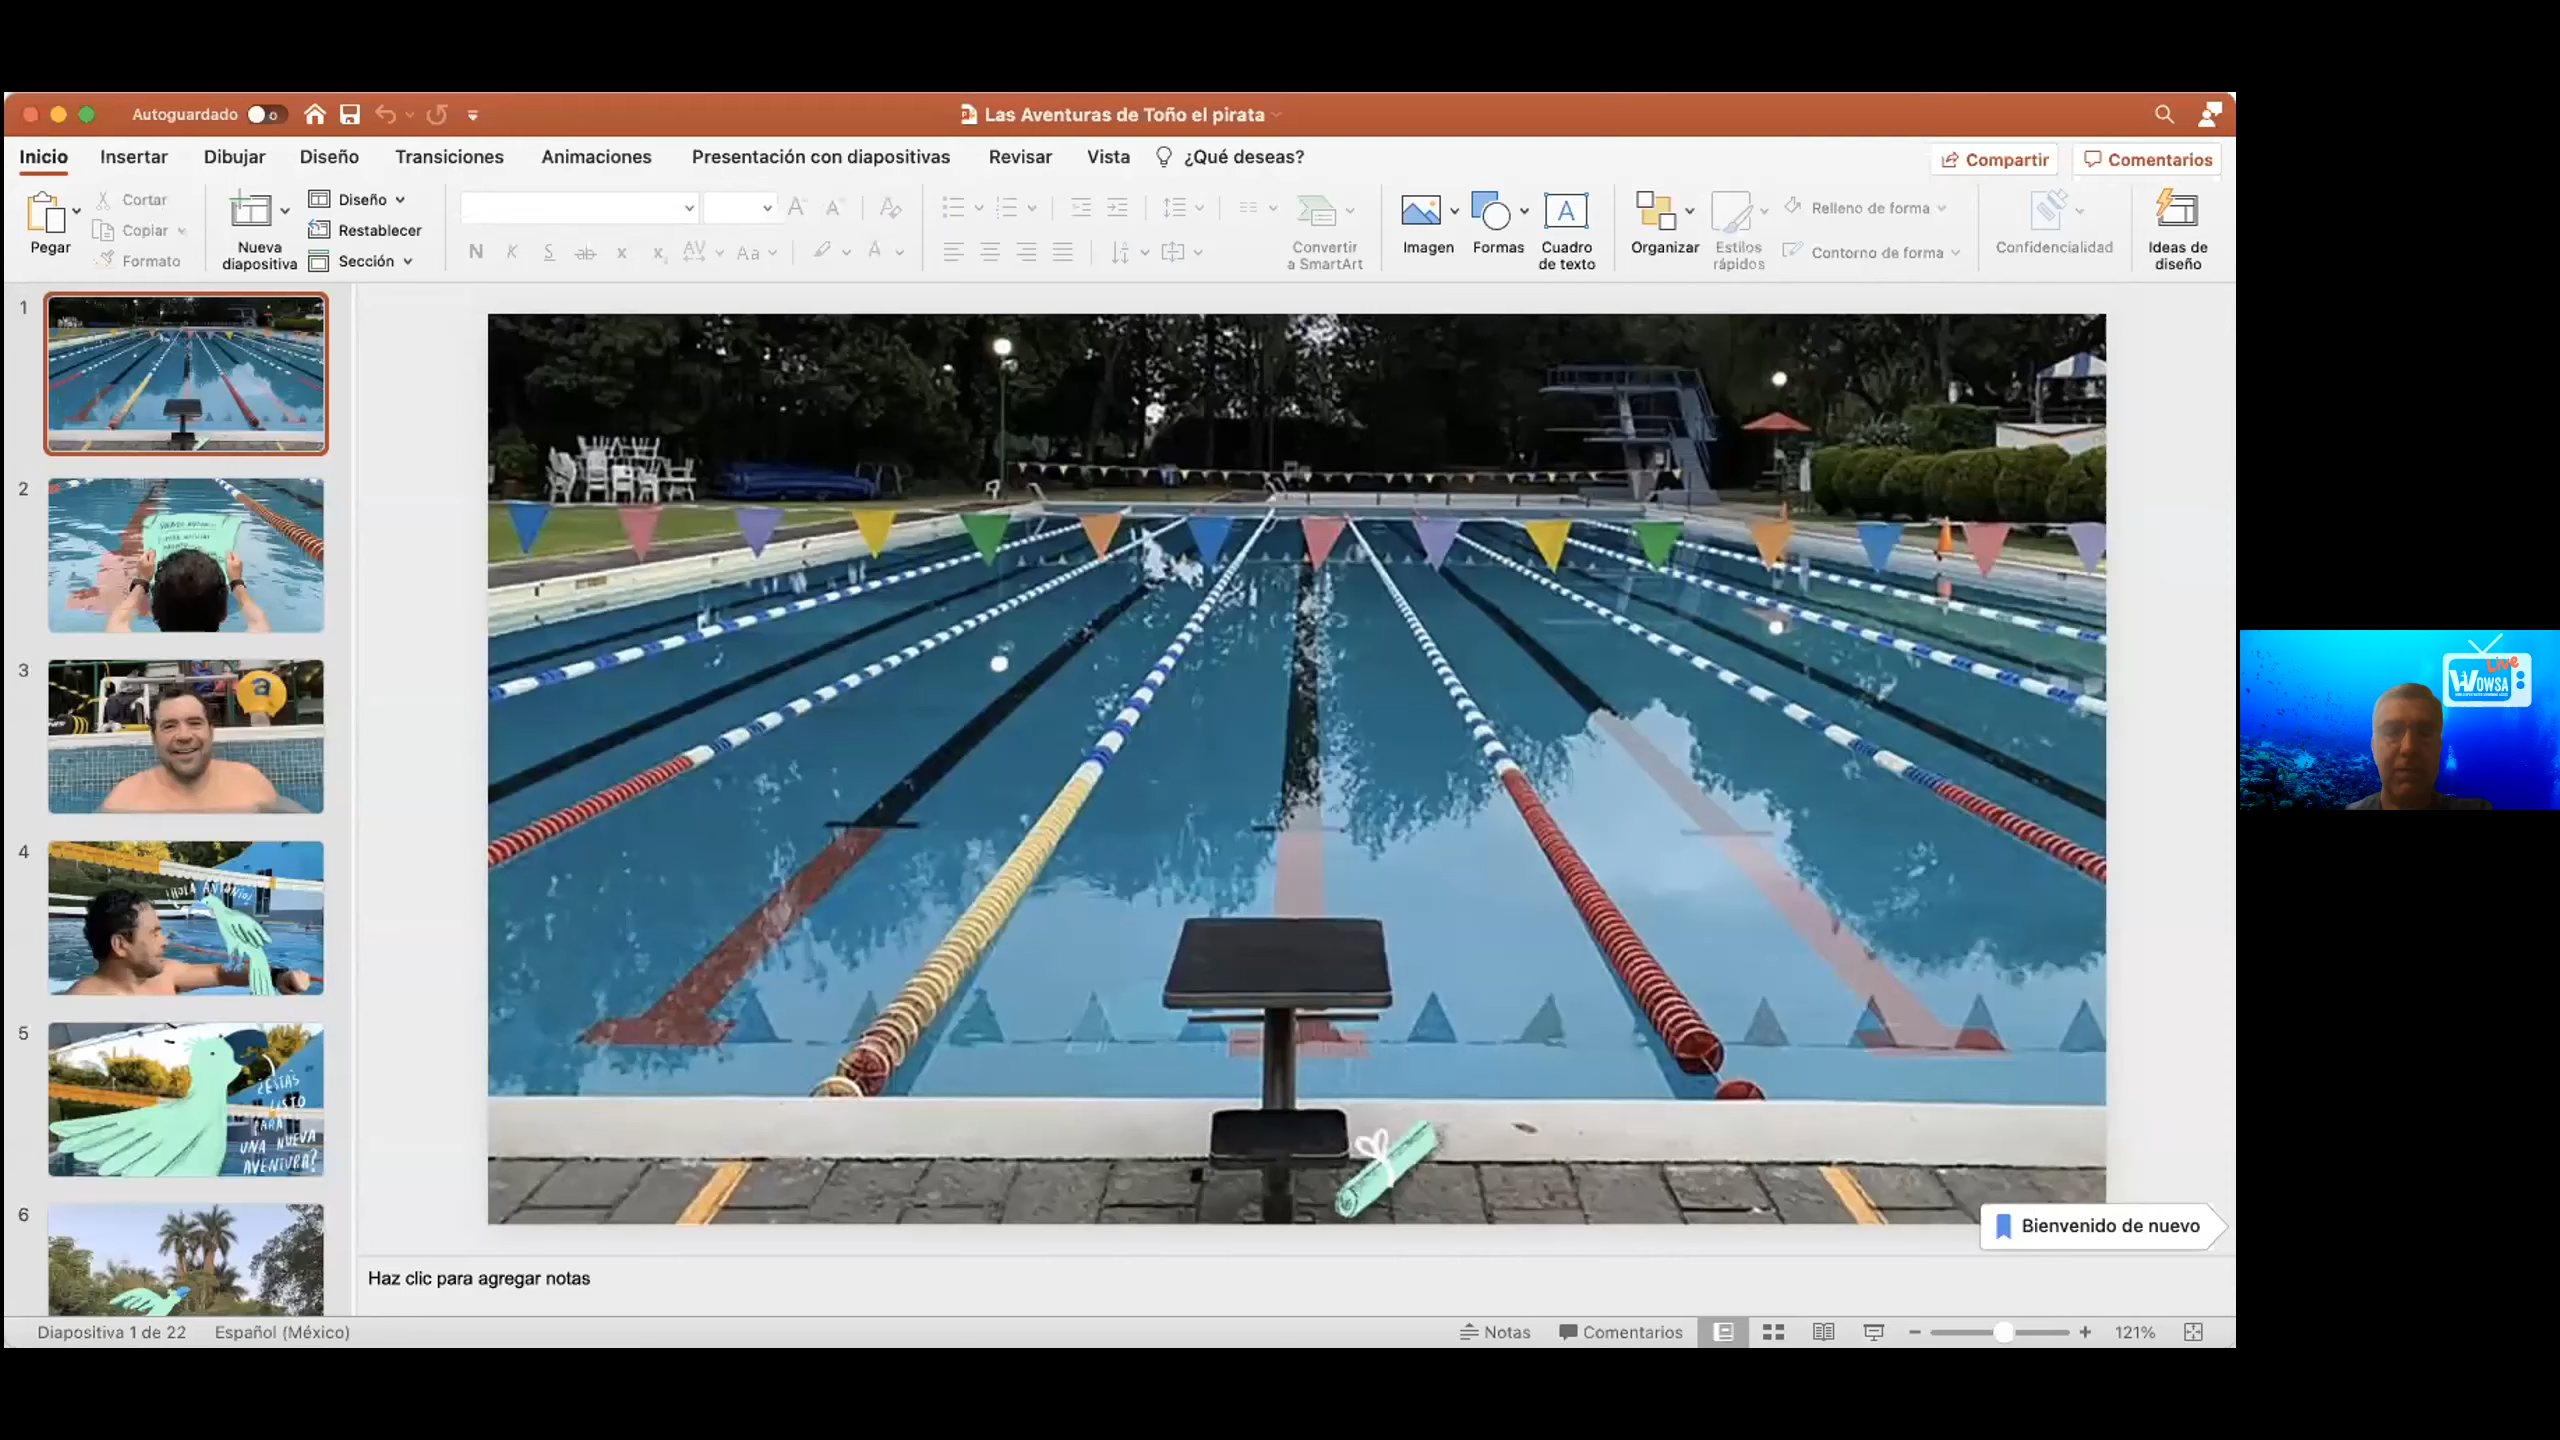 Autoguardado
Las Aventuras de Toño el pirata
Inicio Insertar Dibujar Diseño Transiciones Animaciones Presentación con diapositivas Revisar Vista ¿Qué deseas?
Compartir Comentarios
Pegar
Cortar
Copiar
Formato
Nueva
diapositiva
Diseño
Restablecer
Sección
N K S ab x x AV Aa A
Convertir
a SmartArt
Imagen
Formas
Cuadro
de texto
Organizar
Estilos
rápidos
Relleno de forma
Contorno de forma
Confidencialidad
Ideas de
diseño
1
2
3
a
4
¡HOLA ANTONIO!
5
¿ESTÁS
LISTO
PARA
UNA NUEVA
AVENTURA?
6
Live
WOWSA
Bienvenido de nuevo
Haz clic para agregar notas
Diapositiva 1 de 22 Español (México)
Notas Comentarios 121%